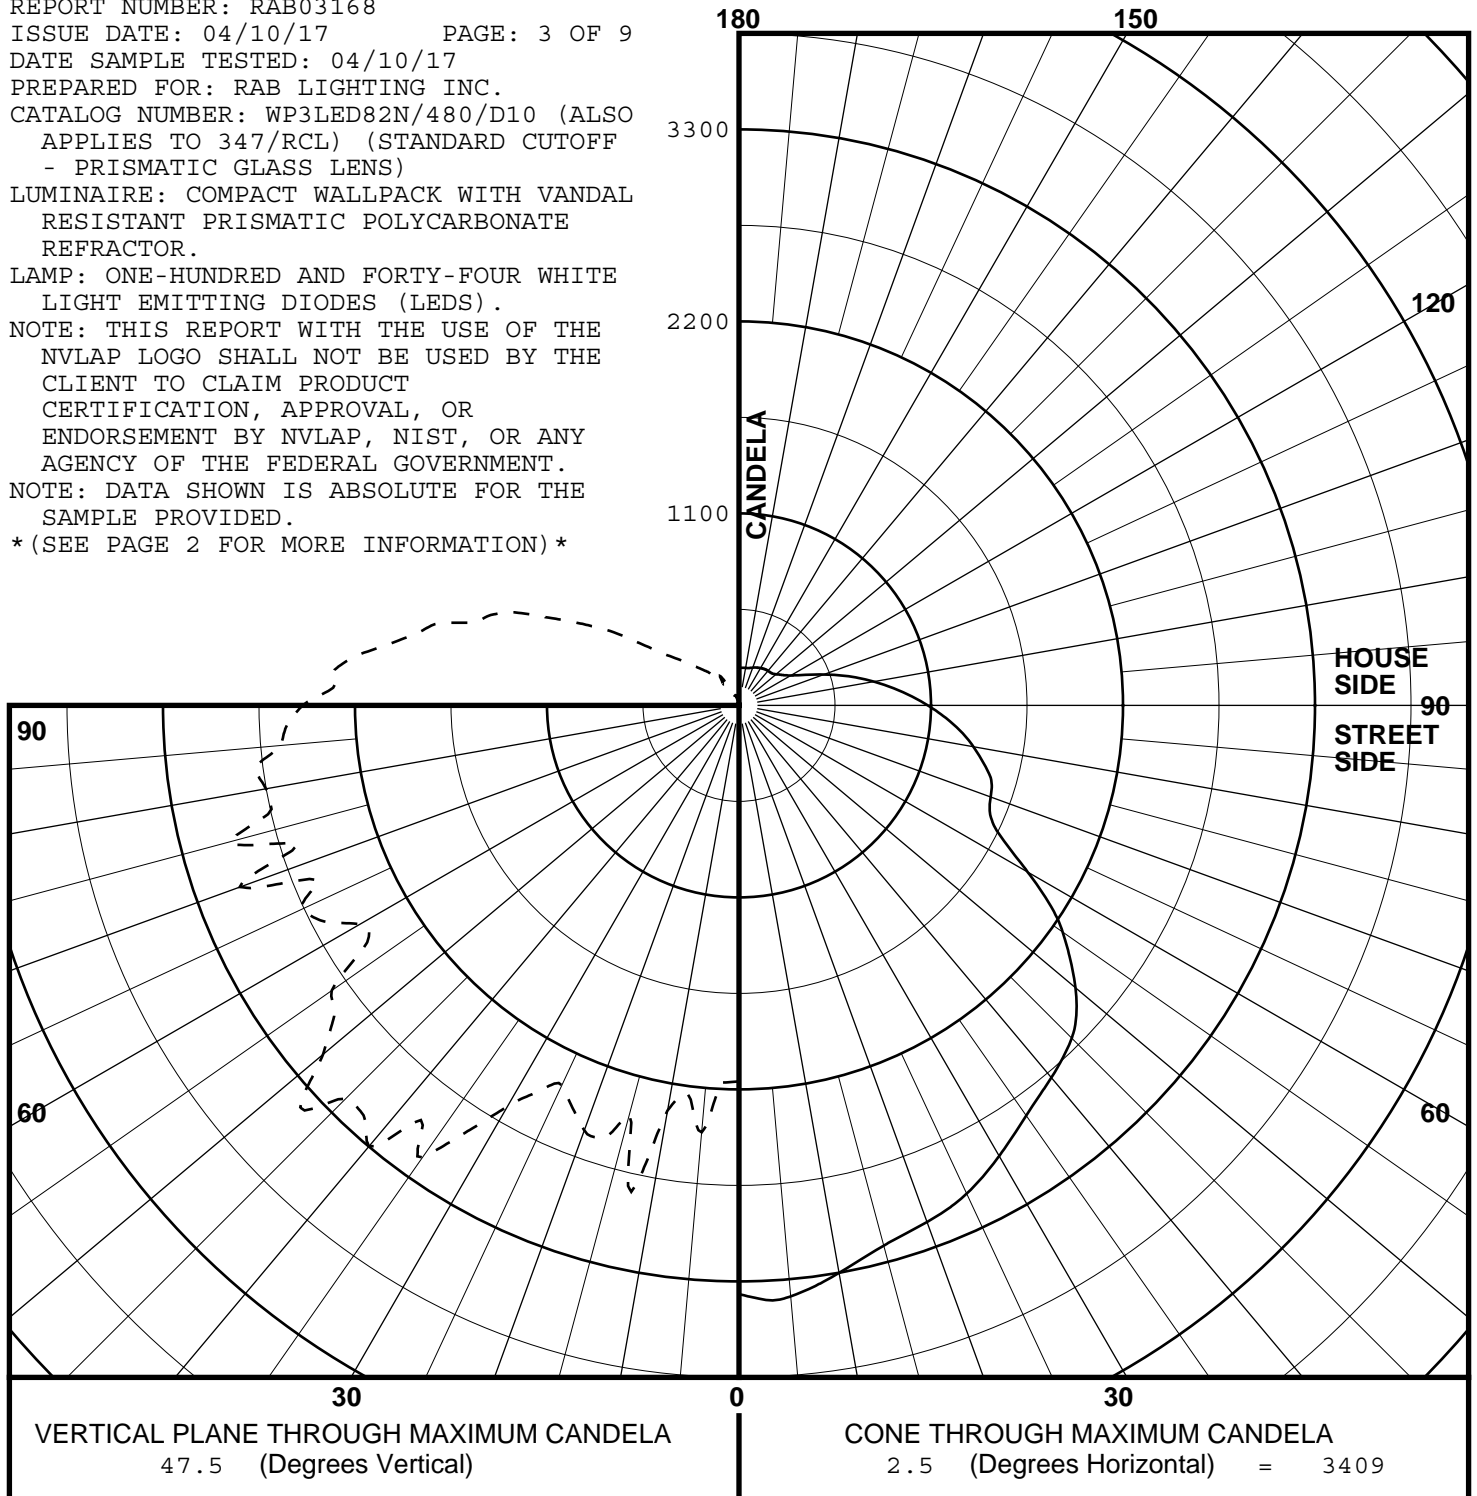 REPORT NUMBER: RAB03168
ISSUE DATE: 04/10/17 PAGE: 3 OF 9
DATE SAMPLE TESTED: 04/10/17
PREPARED FOR: RAB LIGHTING INC.
CATALOG NUMBER: WP3LED82N/480/D10 (ALSO
APPLIES TO 347/RCL) (STANDARD CUTOFF
- PRISMATIC GLASS LENS)
LUMINAIRE: COMPACT WALLPACK WITH VANDAL
RESISTANT PRISMATIC POLYCARBONATE
REFRACTOR.
LAMP: ONE-HUNDRED AND FORTY-FOUR WHITE
LIGHT EMITTING DIODES (LEDS).
NOTE: THIS REPORT WITH THE USE OF THE
NVLAP LOGO SHALL NOT BE USED BY THE
CLIENT TO CLAIM PRODUCT
CERTIFICATION, APPROVAL, OR
ENDORSEMENT BY NVLAP, NIST, OR ANY
AGENCY OF THE FEDERAL GOVERNMENT.
NOTE: DATA SHOWN IS ABSOLUTE FOR THE
SAMPLE PROVIDED.
*(SEE PAGE 2 FOR MORE INFORMATION)*
180 150
3300
120
2200
CANDELA
1100
HOUSE
SIDE
90 90
STREET
SIDE
60 60
30 0 30
VERTICAL PLANE THROUGH MAXIMUM CANDELA
47.5 (Degrees Vertical)
CONE THROUGH MAXIMUM CANDELA
2.5 (Degrees Horizontal) = 3409